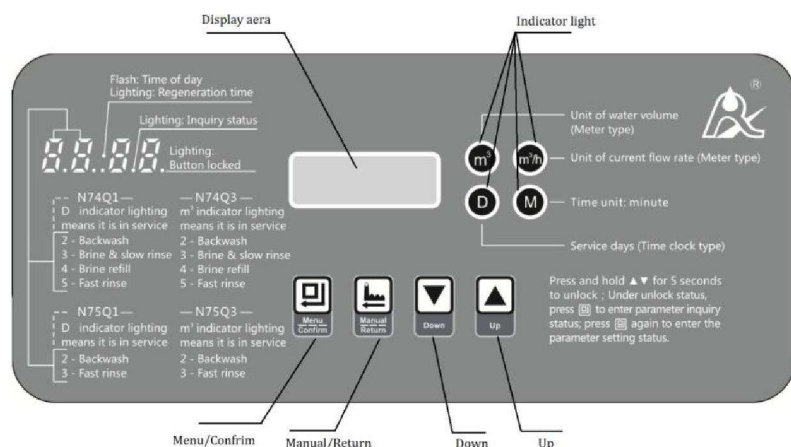 Display aera
Indicator light
Flash: Time of day
Lighting: Regeneration time
Lighting: Inquiry status
Lighting:
Button locked
8.8.:8.8.
®
Unit of water volume
(Meter type)
m³
m³/h
Unit of current flow rate (Meter type)
D
M
Time unit: minute
Service days (Time clock type)
N74Q1
D indicator lighting
means it is in service
2 - Backwash
3 - Brine & slow rinse
4 - Brine refill
5 - Fast rinse
N74Q3
m³ indicator lighting
means it is in service
2 - Backwash
3 - Brine & slow rinse
4 - Brine refill
5 - Fast rinse
N75Q1
D indicator lighting
means it is in service
2 - Backwash
3 - Fast rinse
N75Q3
m³ indicator lighting
means it is in service
2 - Backwash
3 - Fast rinse
Menu
Confirm
Manual
Return
Down
Up
Press and hold ▲▼ for 5 seconds
to unlock ; Under unlock status,
press 回 to enter parameter inquiry
status; press 回 again to enter the
parameter setting status.
Menu/Confrim
Manual/Return
Down
Up